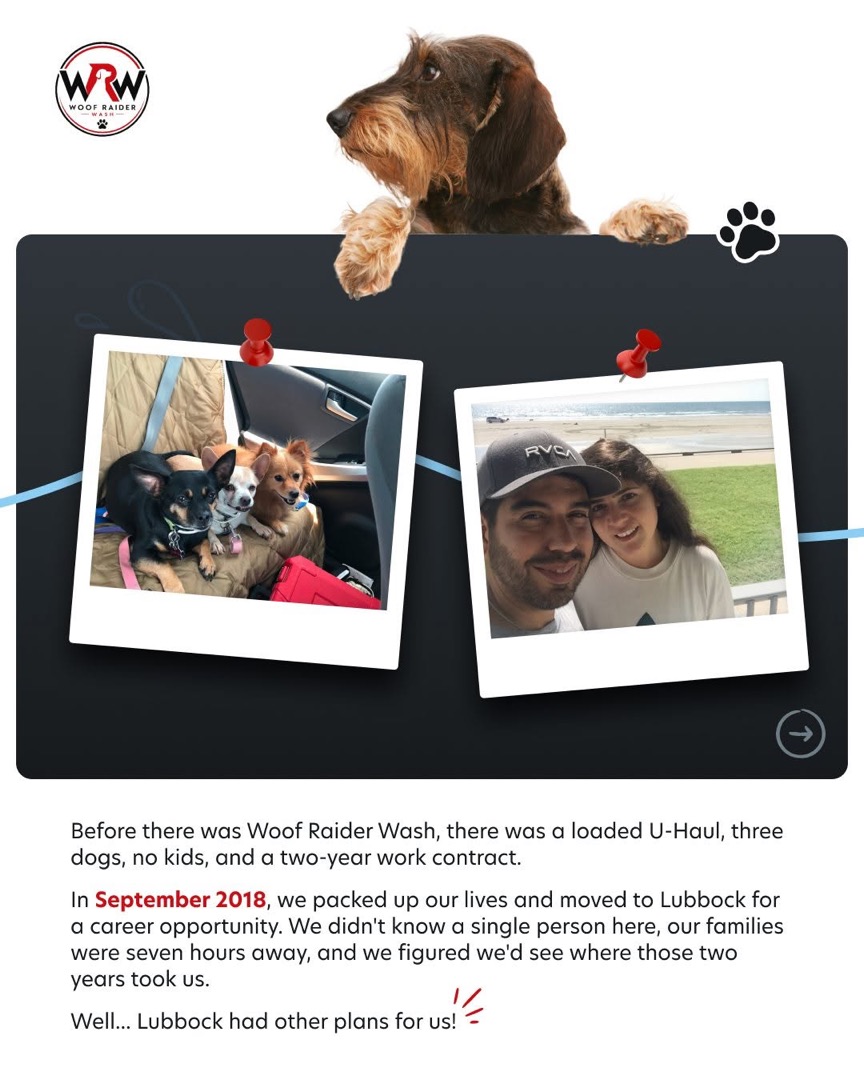 WRW
WOOF RAIDER
WASH
RVCA
Before there was Woof Raider Wash, there was a loaded U-Haul, three
dogs, no kids, and a two-year work contract.
In September 2018, we packed up our lives and moved to Lubbock for
a career opportunity. We didn't know a single person here, our families
were seven hours away, and we figured we'd see where those two
years took us.
Well... Lubbock had other plans for us!